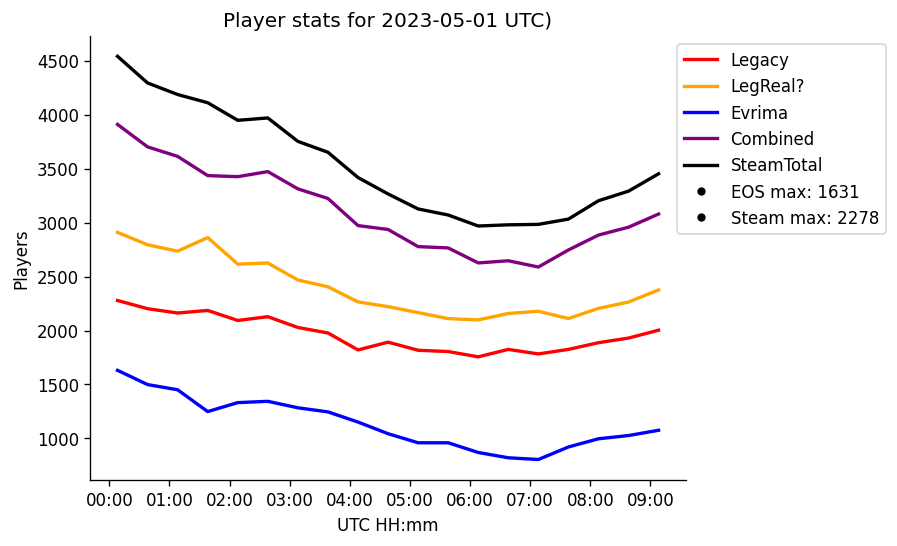 Player stats for 2023-05-01 UTC)
Legacy
LegReal?
Evrima
Combined
SteamTotal
EOS max: 1631
Steam max: 2278
Players
4500
4000
3500
3000
2500
2000
1500
1000
00:00 01:00 02:00 03:00 04:00 05:00 06:00 07:00 08:00 09:00
UTC HH:mm